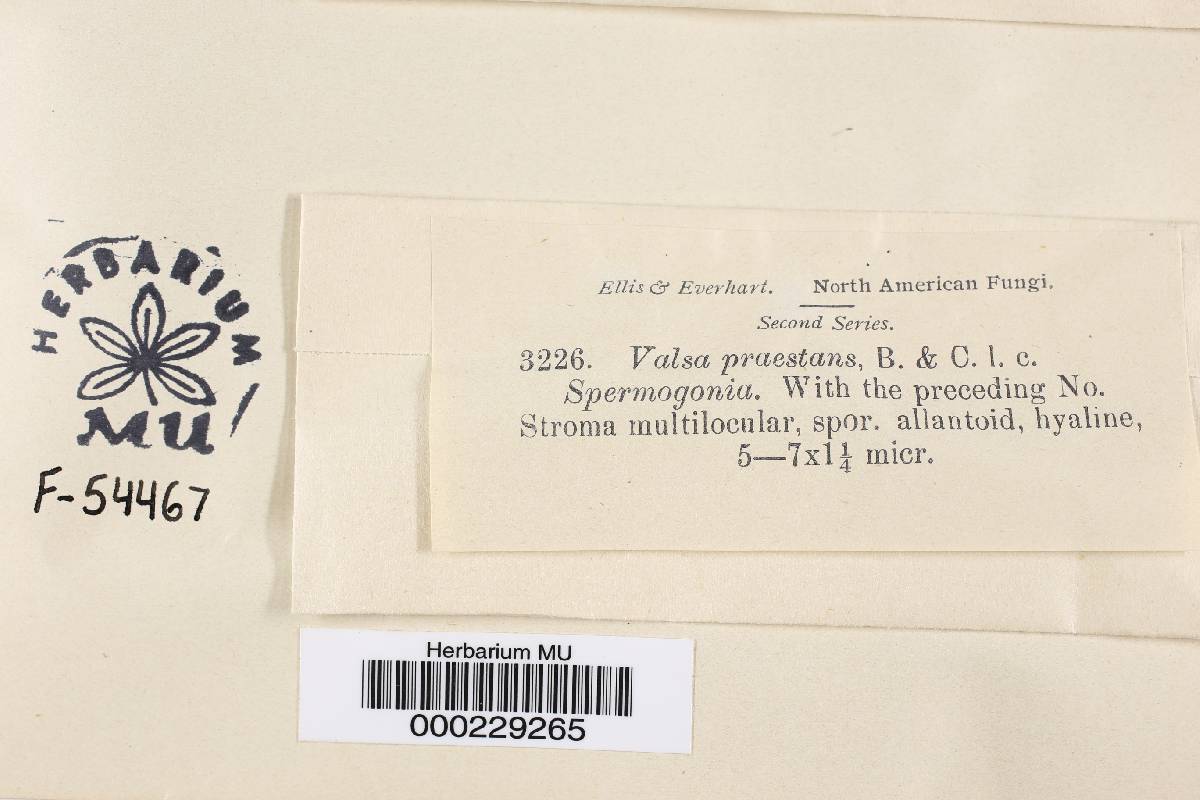 HERBARIUM
MU
F-54467
Ellis & Everhart. North American Fungi.
Second Series.
3226. Valsa praestans, B. & C. l. c.
Spermogonia. With the preceding No.
Stroma multilocular, spor. allantoid, hyaline,
5—7x1¼ micr.
Herbarium MU
000229265